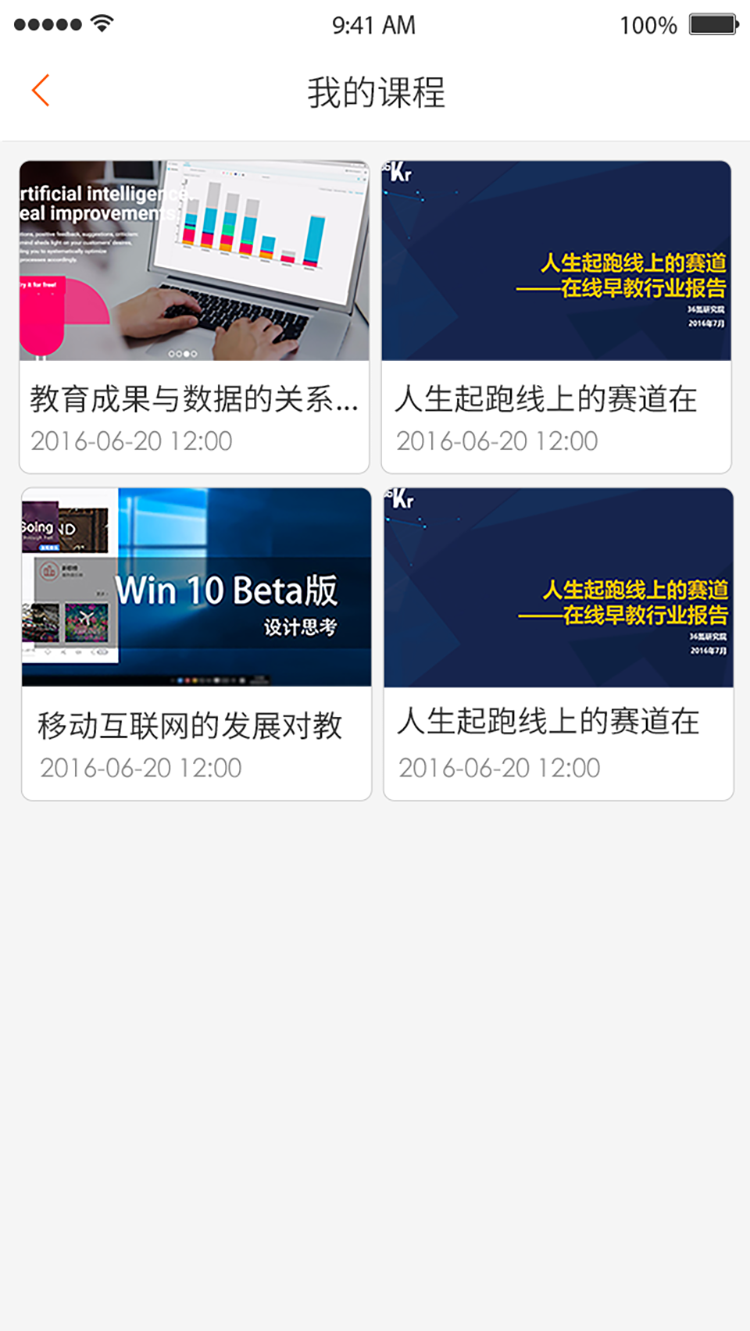 9:41 AM
100%
我的课程
rtificial intelligence.
eal improvements.
ry it for free!
Kr
人生起跑线上的赛道
——在线早教行业报告
36氪研究院
2016年7月
教育成果与数据的关系...
2016-06-20 12:00
人生起跑线上的赛道在
2016-06-20 12:00
Going
ND
Win 10 Beta版
设计思考
Kr
人生起跑线上的赛道
——在线早教行业报告
36氪研究院
2016年7月
移动互联网的发展对教
2016-06-20 12:00
人生起跑线上的赛道在
2016-06-20 12:00